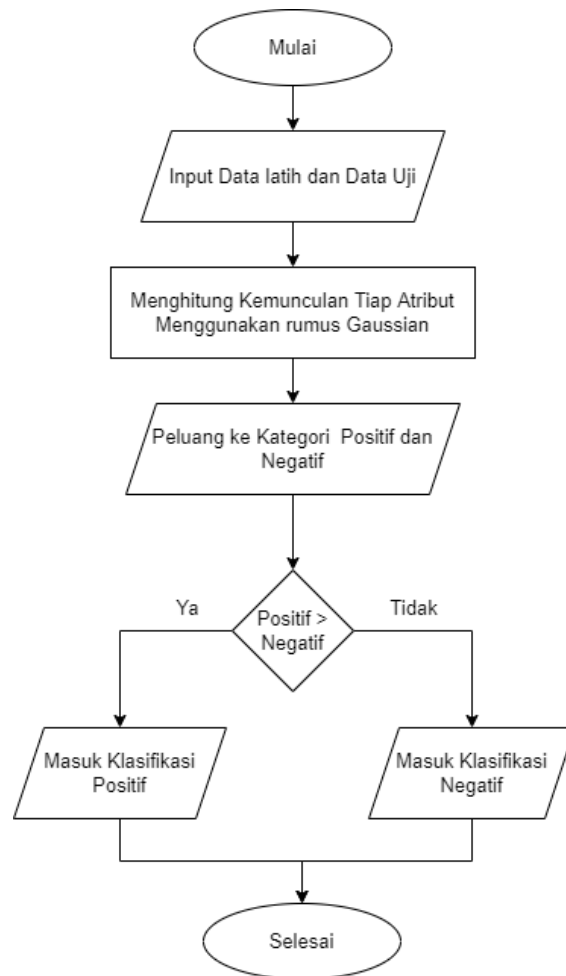 Mulai
Input Data latih dan Data Uji
Menghitung Kemunculan Tiap Atribut
Menggunakan rumus Gaussian
Peluang ke Kategori Positif dan
Negatif
Ya
Positif >
Negatif
Tidak
Masuk Klasifikasi
Positif
Masuk Klasifikasi
Negatif
Selesai